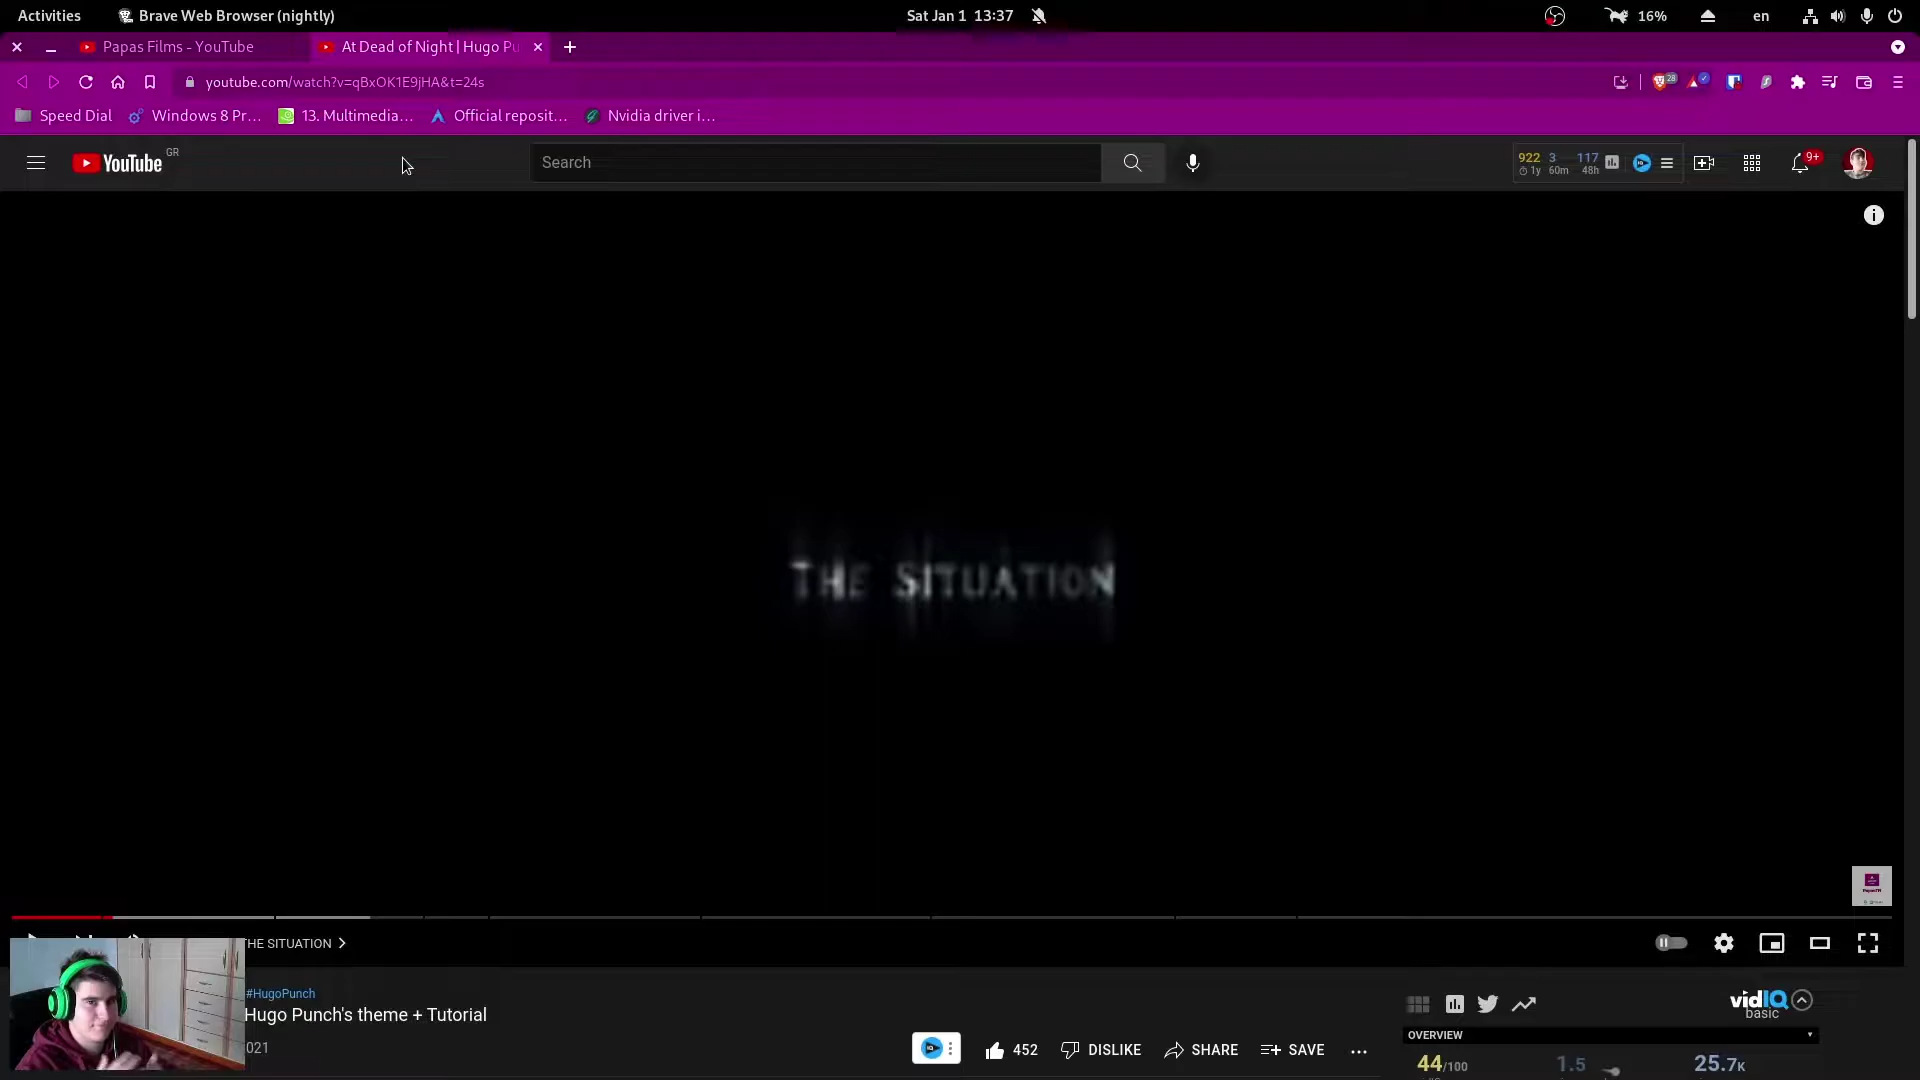 Activities
Brave Web Browser (nightly)
Sat Jan 1 13:37
16%
en
Papas Films - YouTube
At Dead of Night | Hugo Pu
youtube.com/watch?v=qBxOK1E9jHA&t=24s
28
Speed Dial
Windows 8 Pr…
13. Multimedia…
Official reposit…
Nvidia driver i…
YouTube
GR
Search
922 3 117
1y 60m 48h
9+
THE SITUATION
THE SITUATION
#HugoPunch
Hugo Punch's theme + Tutorial
021
452
DISLIKE
SHARE
SAVE
vidIQ
basic
OVERVIEW
44/100
1.5
25.7K